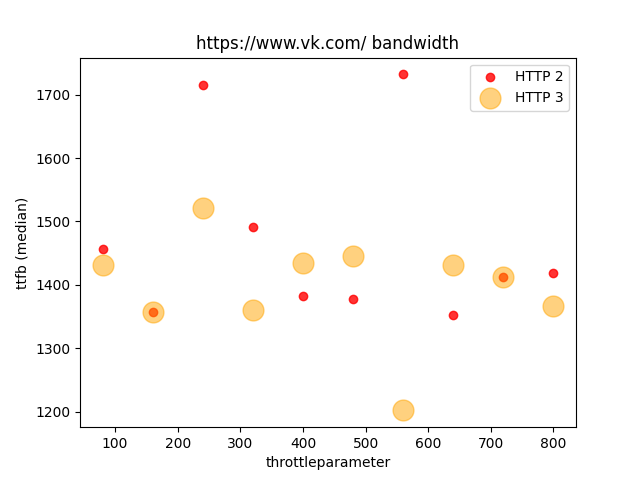 https://www.vk.com/ bandwidth
HTTP 2
HTTP 3
ttfb (median)
1700
1600
1500
1400
1300
1200
100 200 300 400 500 600 700 800
throttleparameter